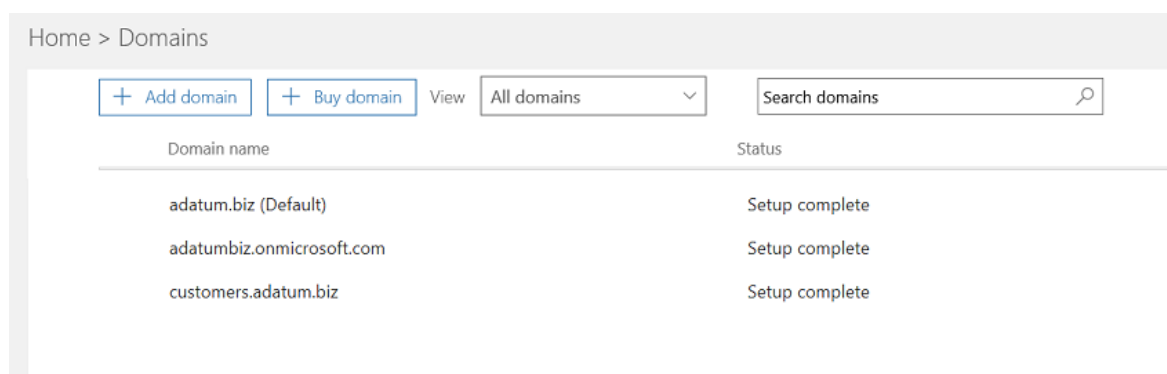 Home > Domains
+ Add domain + Buy domain View All domains Search domains
Domain name Status
adatum.biz (Default) Setup complete
adatumbiz.onmicrosoft.com Setup complete
customers.adatum.biz Setup complete